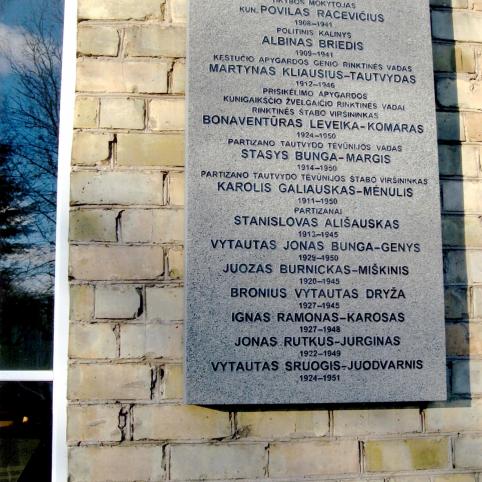 TIKYBOS MOKYTOJAS
KUN. POVILAS RACEVIČIUS
1908–1941
POLITINIS KALINYS
ALBINAS BRIEDIS
1909–1941
KĘSTUČIO APYGARDOS GENIO RINKTINĖS VADAS
MARTYNAS KLIAUSIUS–TAUTVYDAS
1912–1946
PRISIKĖLIMO APYGARDOS
KUNIGAIKŠČIO ŽVELGAIČIO RINKTINĖS VADAI
RINKTINĖS ŠTABO VIRŠININKAS
BONAVENTŪRAS LEVEIKA–KOMARAS
1924–1950
PARTIZANO TAUTVYDO TĖVŪNIJOS VADAS
STASYS BUNGA–MARGIS
1914–1950
PARTIZANO TAUTVYDO TĖVŪNIJOS ŠTABO VIRŠININKAS
KAROLIS GALIAUSKAS–MĖNULIS
1911–1950
PARTIZANAI
STANISLOVAS ALIŠAUSKAS
1913–1945
VYTAUTAS JONAS BUNGA–GENYS
1929–1950
JUOZAS BURNICKAS–MIŠKINIS
1920–1945
BRONIUS VYTAUTAS DRYŽA
1927–1945
IGNAS RAMONAS–KAROSAS
1927–1948
JONAS RUTKUS–JURGINAS
1922–1949
VYTAUTAS SRUOGIS–JUODVARNIS
1924–1951